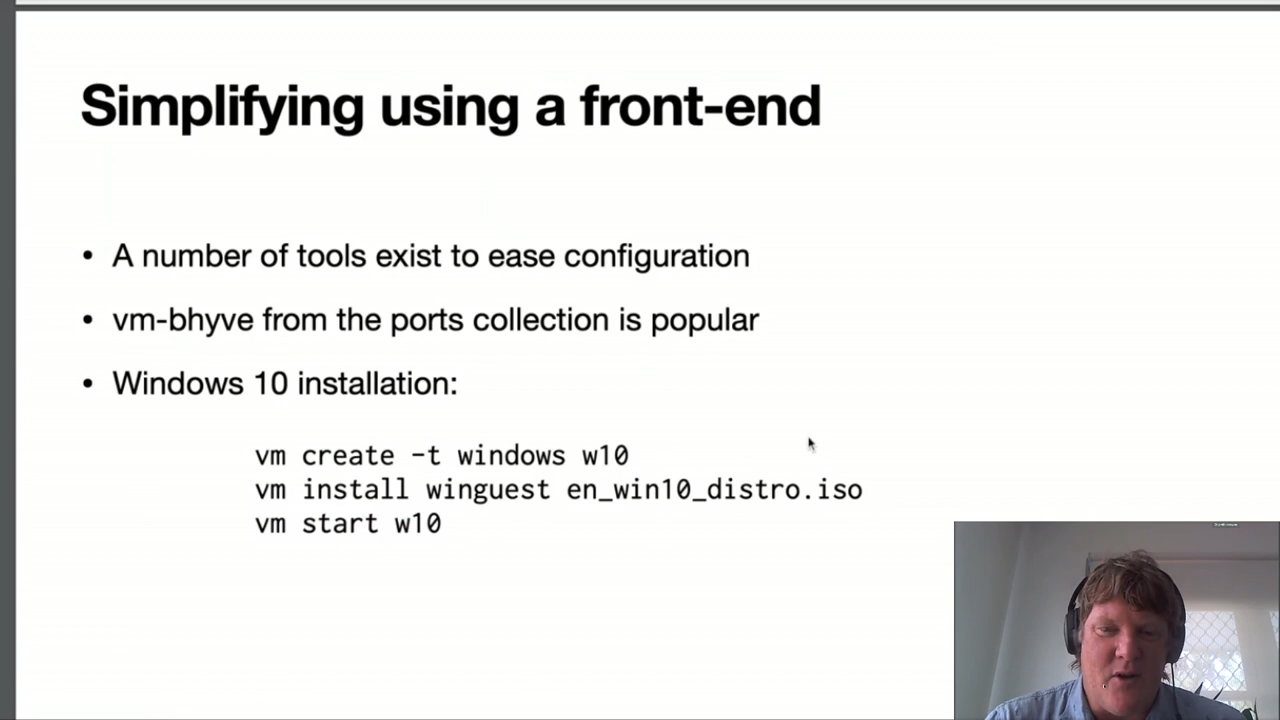 Simplifying using a front-end
• A number of tools exist to ease configuration
• vm-bhyve from the ports collection is popular
• Windows 10 installation:
vm create -t windows w10
vm install winguest en_win10_distro.iso
vm start w10